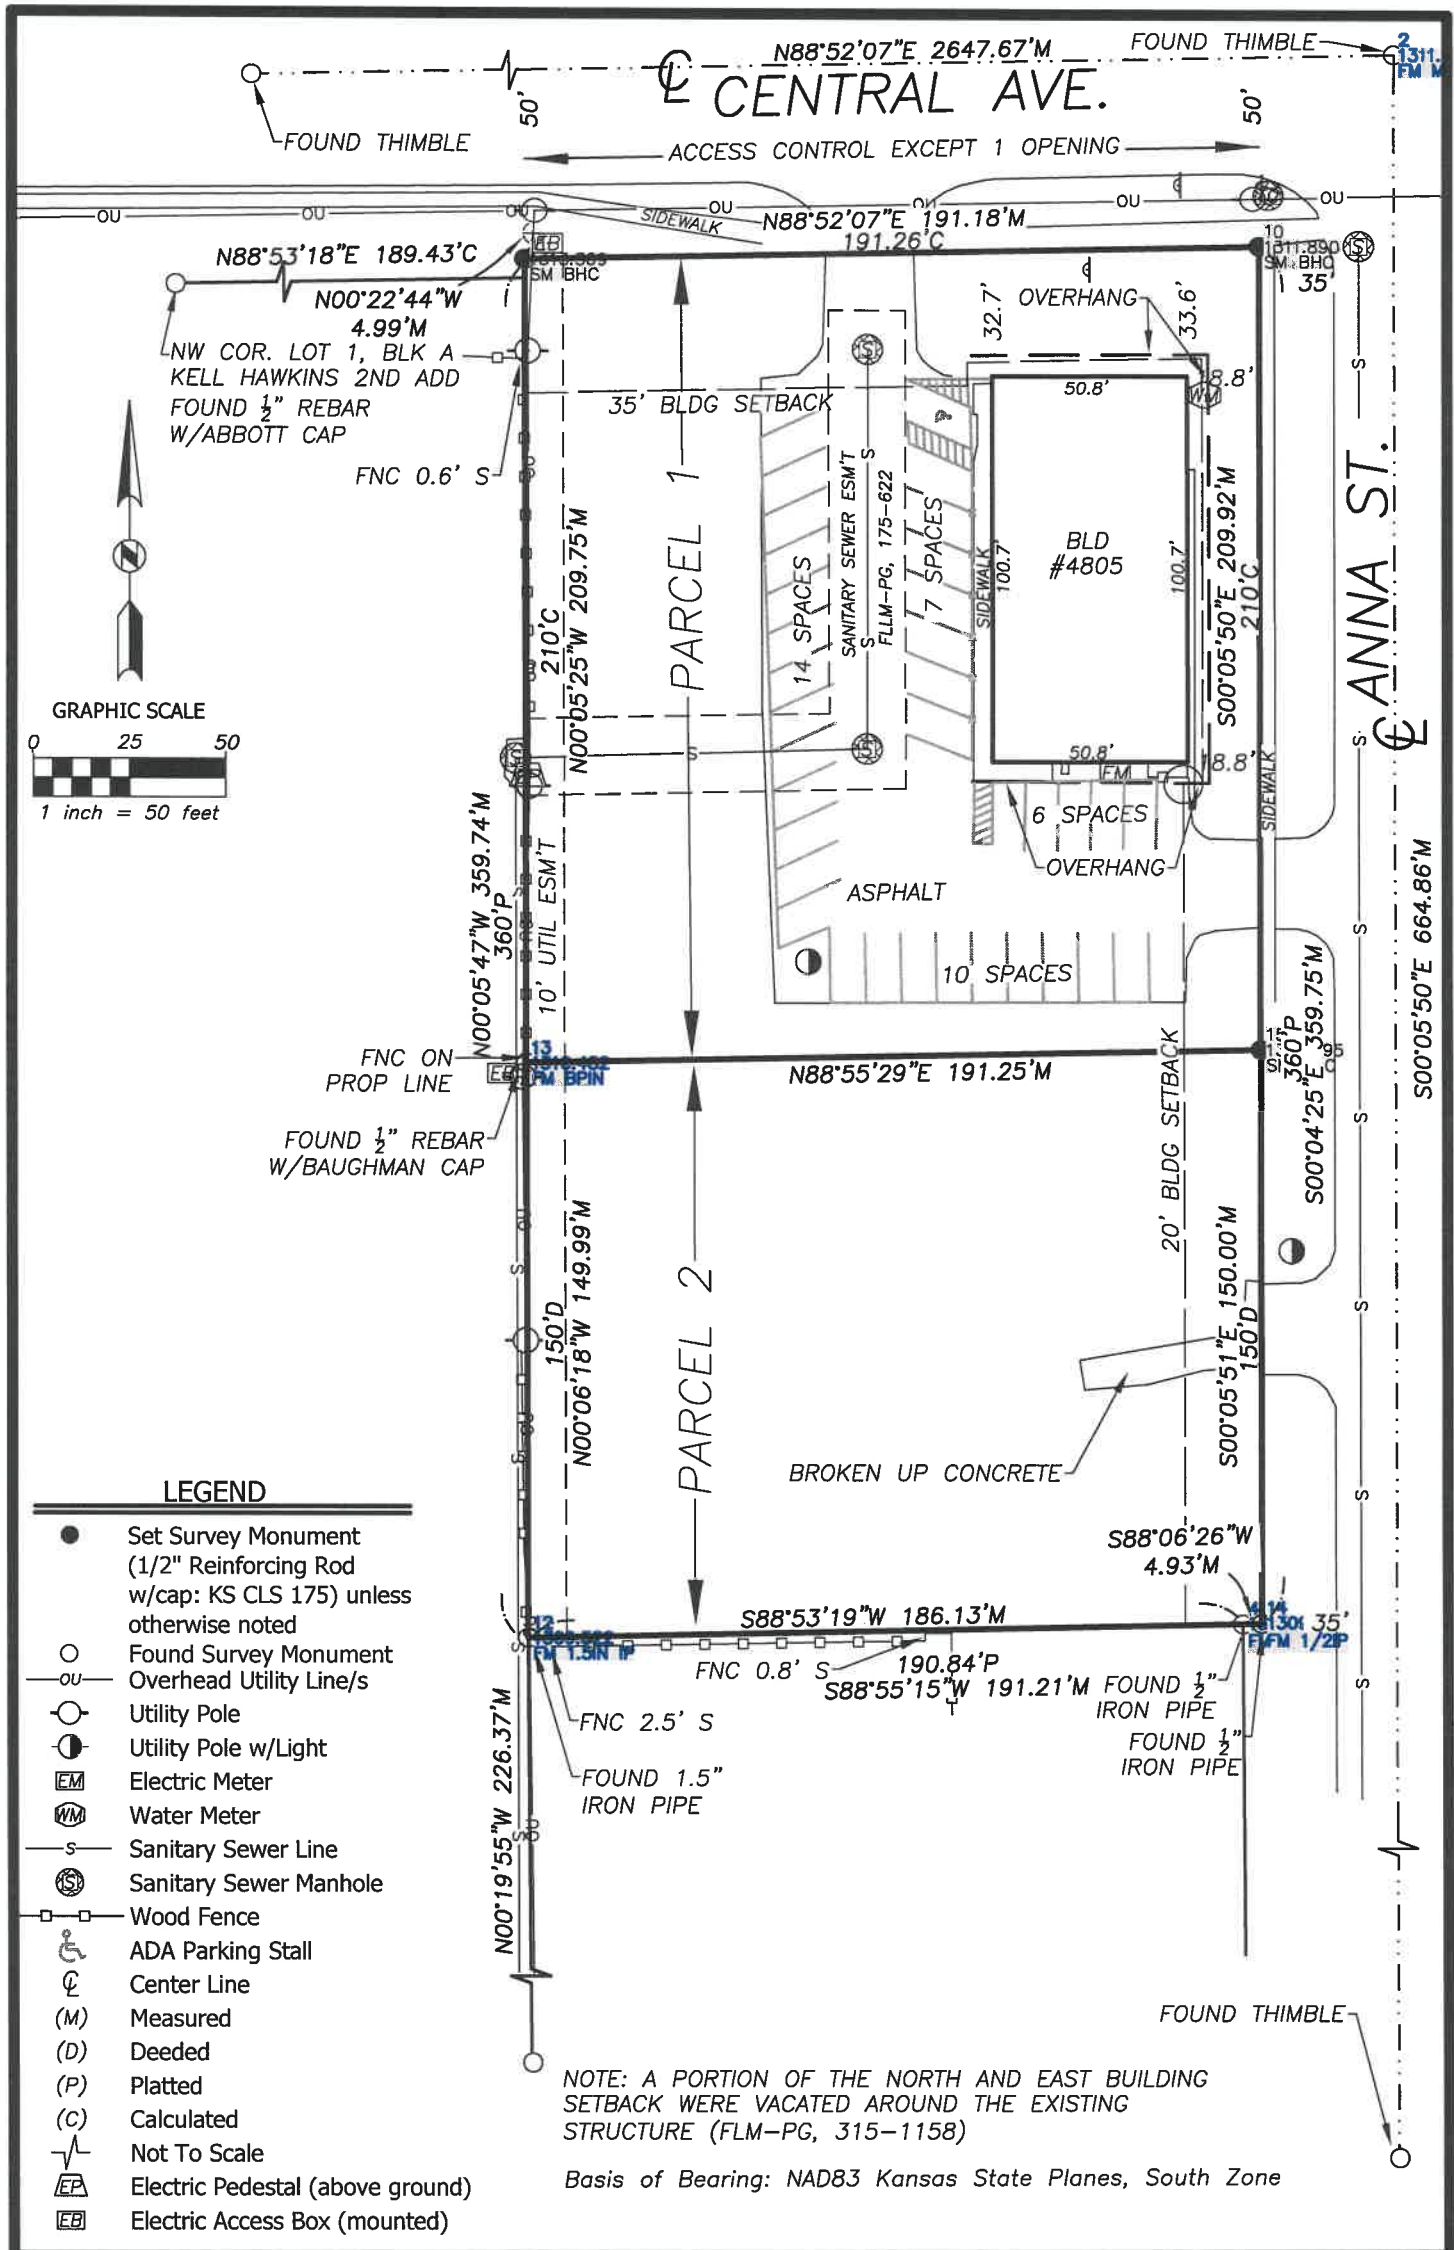 N88°52'07"E 2647.67'M
FOUND THIMBLE
2
1311.
FM M
CENTRAL AVE.
50'
50'
FOUND THIMBLE
ACCESS CONTROL EXCEPT 1 OPENING
OU
OU
OU
OU
OU
OU
OU
SIDEWALK
N88°52'07"E 191.18'M
191.26'C
N88°53'18"E 189.43'C
EB
SM BHC
10
1311.890
SM BHC
S
35'
N00°22'44"W
4.99'M
NW COR. LOT 1, BLK A
KELL HAWKINS 2ND ADD
FOUND ½" REBAR
W/ABBOTT CAP
FNC 0.6' S
OVERHANG
32.7'
33.6'
35' BLDG SETBACK
50.8'
18.8'
WM
PARCEL 1
14 SPACES
SANITARY SEWER ESM'T
FLLM-PG, 175-622
7 SPACES
SIDEWALK
100.7'
BLD
#4805
100.7'
S00°05'50"E 209.92'M
210'C
ANNA ST.
210'C
N00°05'25"W 209.75'M
N
GRAPHIC SCALE
0 25 50
1 inch = 50 feet
50.8'
EM
18.8'
6 SPACES
OVERHANG
SIDEWALK
ASPHALT
10 SPACES
N00°05'47"W 359.74'M
360'P
10' UTIL ESM'T
S00°05'50"E 664.86'M
FNC ON
PROP LINE
13
FM BPIN
EB
N88°55'29"E 191.25'M
360'P
S00°04'25"E 359.75'M
FOUND ½" REBAR
W/BAUGHMAN CAP
20' BLDG SETBACK
150'D
N00°06'18"W 149.99'M
PARCEL 2
S00°05'51"E 150.00'M
150'D
BROKEN UP CONCRETE
S88°06'26"W
4.93'M
12
FM 1.5IN IP
S88°53'19"W 186.13'M
14
35'
FM 1/2IP
FNC 0.8' S
190.84'P
S88°55'15"W 191.21'M
FOUND ½"
IRON PIPE
FOUND ½"
IRON PIPE
FNC 2.5' S
FOUND 1.5"
IRON PIPE
N00°19'55"W 226.37'M
LEGEND
Set Survey Monument
(1/2" Reinforcing Rod
w/cap: KS CLS 175) unless
otherwise noted
Found Survey Monument
OU Overhead Utility Line/s
Utility Pole
Utility Pole w/Light
EM Electric Meter
WM Water Meter
S Sanitary Sewer Line
S Sanitary Sewer Manhole
Wood Fence
ADA Parking Stall
℄ Center Line
(M) Measured
(D) Deeded
(P) Platted
(C) Calculated
Not To Scale
EP Electric Pedestal (above ground)
EB Electric Access Box (mounted)
FOUND THIMBLE
NOTE: A PORTION OF THE NORTH AND EAST BUILDING
SETBACK WERE VACATED AROUND THE EXISTING
STRUCTURE (FLM-PG, 315-1158)
Basis of Bearing: NAD83 Kansas State Planes, South Zone